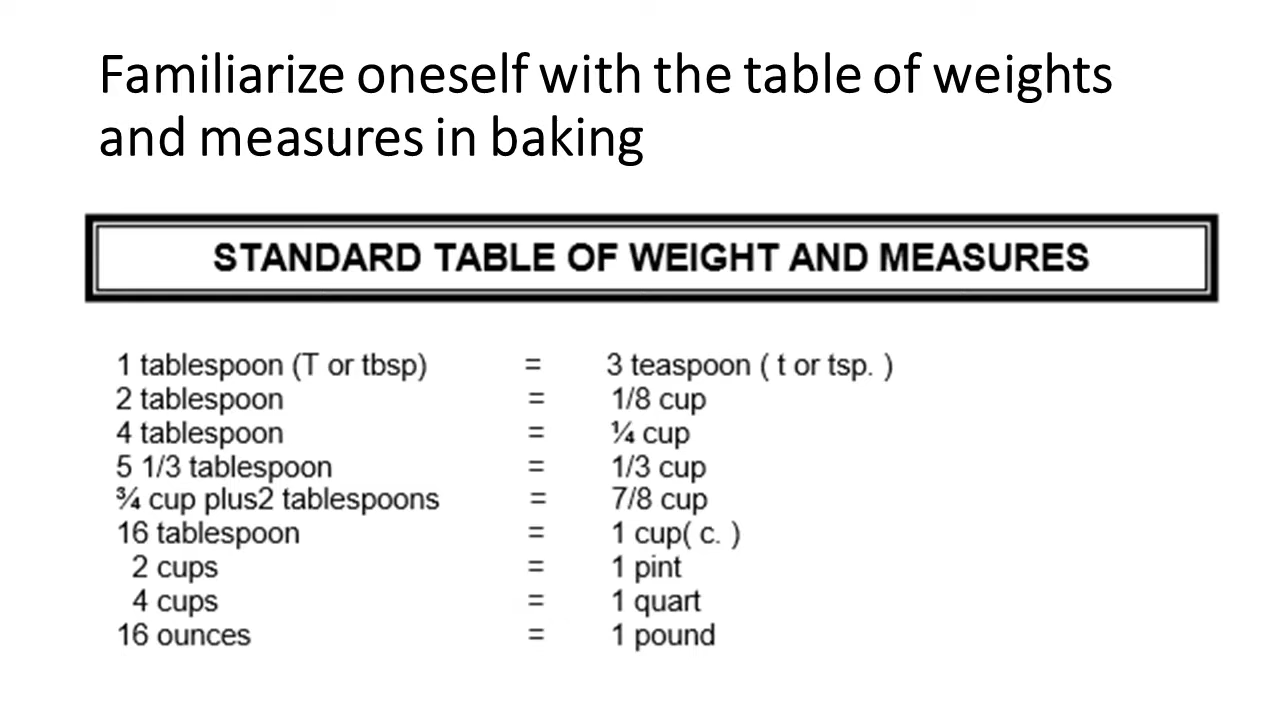 Familiarize oneself with the table of weights
and measures in baking
STANDARD TABLE OF WEIGHT AND MEASURES
1 tablespoon (T or tbsp) = 3 teaspoon ( t or tsp. )
2 tablespoon = 1/8 cup
4 tablespoon = ¼ cup
5 1/3 tablespoon = 1/3 cup
¾ cup plus2 tablespoons = 7/8 cup
16 tablespoon = 1 cup( c. )
2 cups = 1 pint
4 cups = 1 quart
16 ounces = 1 pound